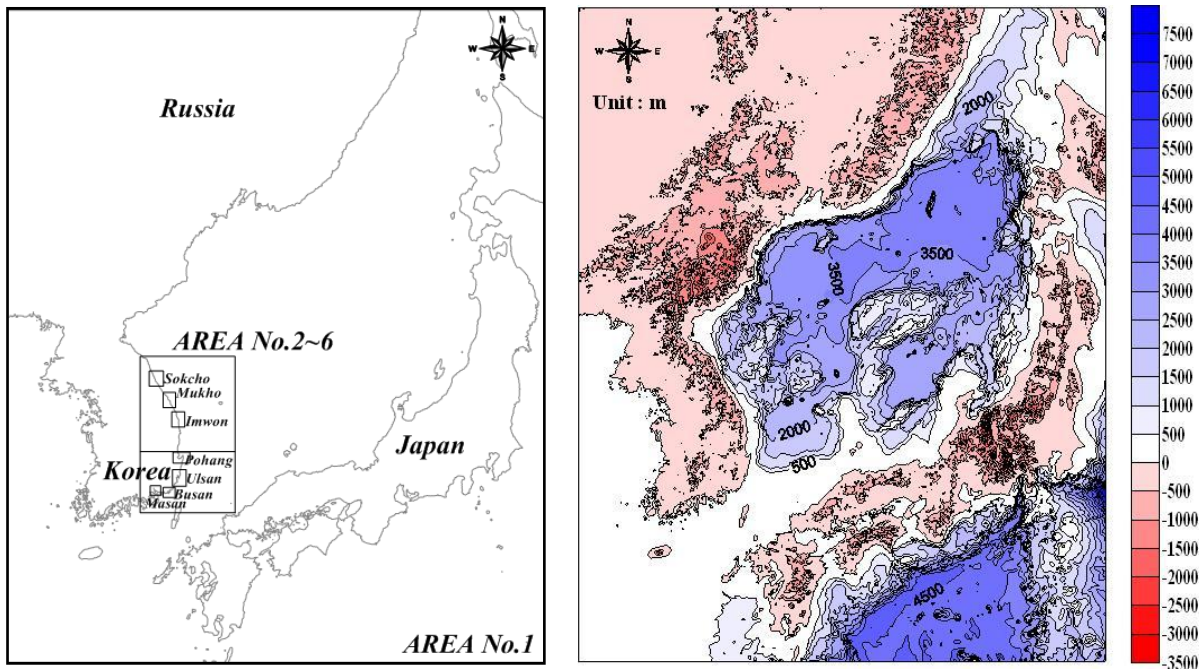 N
W E
S
Russia
AREA No.2~6
Sokcho
Mukho
Imwon
Pohang
Korea
Ulsan
Busan
Masan
Japan
AREA No.1
N
W E
S
Unit : m
2000
3500
3500
2000
500
4500
7500
7000
6500
6000
5500
5000
4500
4000
3500
3000
2500
2000
1500
1000
500
0
-500
-1000
-1500
-2000
-2500
-3000
-3500